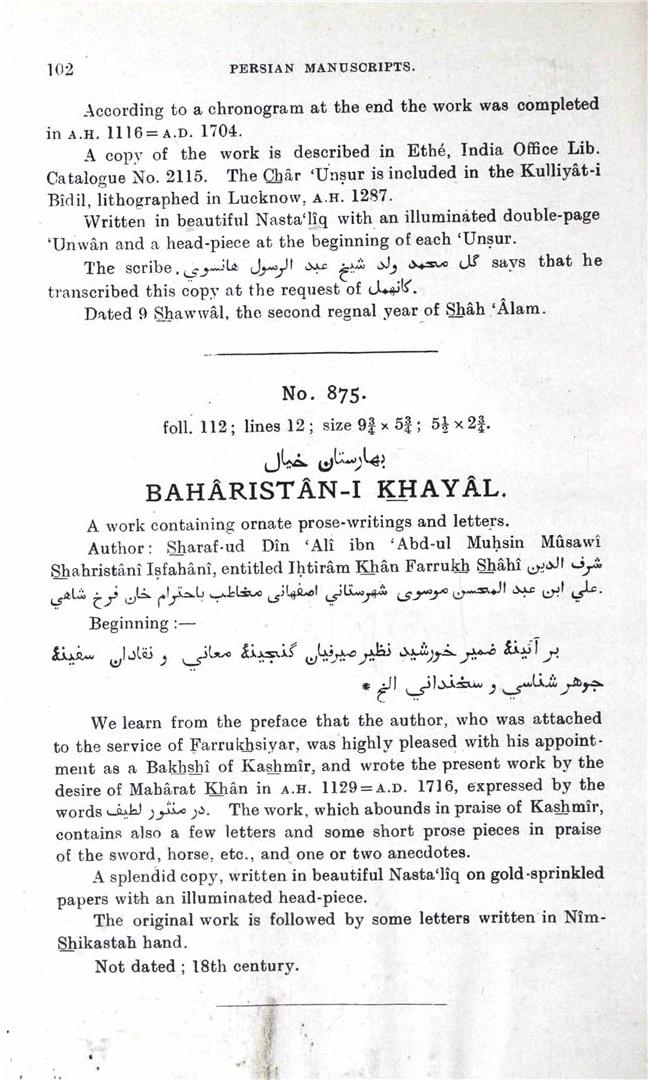 102 PERSIAN MANUSCRIPTS.
According to a chronogram at the end the work was completed
in A.H. 1116 = A.D. 1704.
A copy of the work is described in Ethé, India Office Lib.
Catalogue No. 2115. The Chàr ‘Unṣur is included in the Kulliyât-i
Bîdil, lithographed in Lucknow, A.H. 1287.
Written in beautiful Nasta‘lîq with an illuminated double-page
‘Unwân and a head-piece at the beginning of each ‘Unṣur.
The scribe, گل محمد ولد شیخ عبد الرسول هانسوی says that he
transcribed this copy at the request of کانهمل.
Dated 9 Shawwâl, the second regnal year of Shâh ‘Âlam.
No. 875.
foll. 112; lines 12; size 9¾ × 5¾; 5½ × 2¾.
بهارستان خیال
BAHÂRISTÂN-I KHAYÂL.
A work containing ornate prose-writings and letters.
Author: Sharaf-ud Dîn ‘Alî ibn ‘Abd-ul Muḥsin Mûsawî
Shahristânî Iṣfahânî, entitled Iḥtirâm Khân Farrukh Shâhî شرف الدین
علي ابن عبد المحسن موسوی شهرستاني اصفهانی مخاطب باحترام خان فرخ شاهی.
Beginning :—
بر آئینۀ ضمیر خورشید نظیر صیرفیان گنجینۀ معاني و نقادان سفینۀ
جوهر شناسي و سخنداني الخ *
We learn from the preface that the author, who was attached
to the service of Farrukhsiyar, was highly pleased with his appoint-
ment as a Bakhshî of Kashmîr, and wrote the present work by the
desire of Mahârat Khân in A.H. 1129 = A.D. 1716, expressed by the
words در منثور لطیف. The work, which abounds in praise of Kashmîr,
contains also a few letters and some short prose pieces in praise
of the sword, horse, etc., and one or two anecdotes.
A splendid copy, written in beautiful Nasta‘lîq on gold-sprinkled
papers with an illuminated head-piece.
The original work is followed by some letters written in Nîm-
Shikastah hand.
Not dated; 18th century.